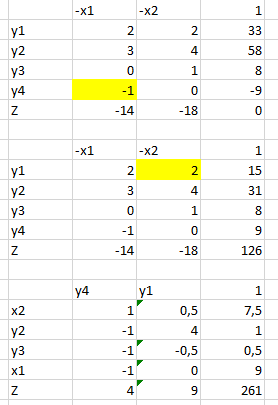 -x1 -x2 1
y1 2 2 33
y2 3 4 58
y3 0 1 8
y4 -1 0 -9
Z -14 -18 0
-x1 -x2 1
y1 2 2 15
y2 3 4 31
y3 0 1 8
y4 -1 0 9
Z -14 -18 126
y4 y1 1
x2 1 0,5 7,5
y2 -1 4 1
y3 -1 -0,5 0,5
x1 -1 0 9
Z 4 9 261